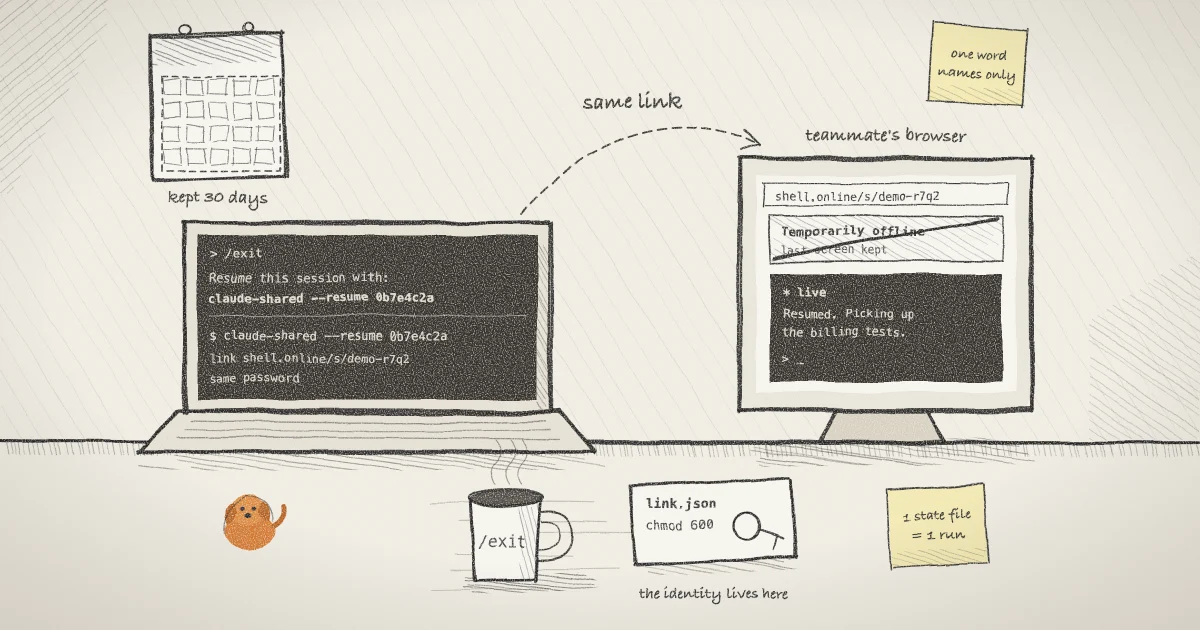 one word
names only
same link
teammate's browser
kept 30 days
> /exit
Resume this session with:
claude-shared --resume 0b7e4c2a
$ claude-shared --resume 0b7e4c2a
link shell.online/s/demo-r7q2
same password
shell.online/s/demo-r7q2
Temporarily offline
last screen kept
* live
Resumed. Picking up
the billing tests.
> _
/exit
link.json
chmod 600
the identity lives here
1 state file
= 1 run